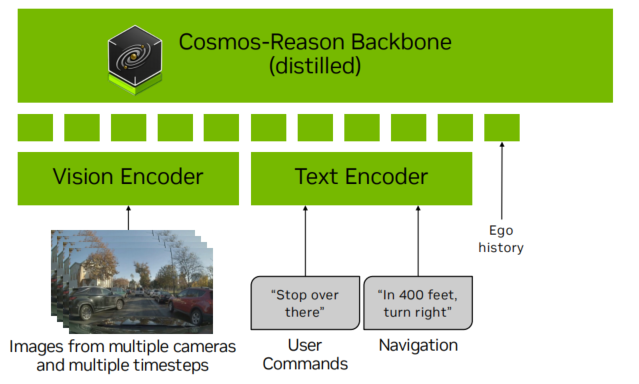 Cosmos-Reason Backbone
(distilled)
Vision Encoder
Text Encoder
Ego
history
“Stop over
there”
“In 400 feet,
turn right”
Images from multiple cameras
and multiple timesteps
User
Commands
Navigation